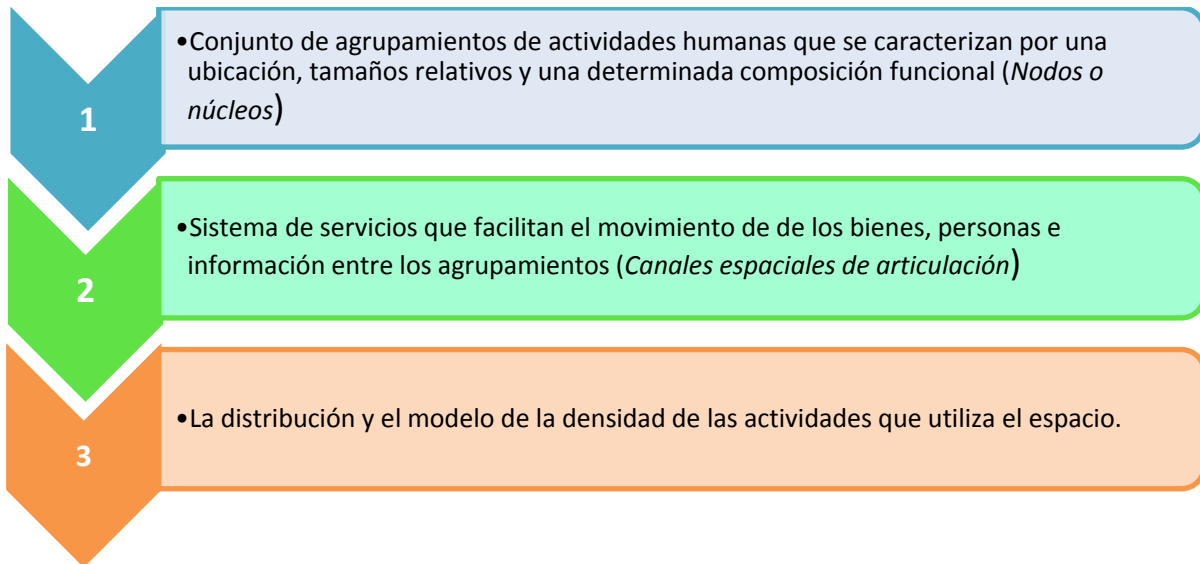 1
•Conjunto de agrupamientos de actividades humanas que se caracterizan por una
ubicación, tamaños relativos y una determinada composición funcional (Nodos o
núcleos)
2
•Sistema de servicios que facilitan el movimiento de de los bienes, personas e
información entre los agrupamientos (Canales espaciales de articulación)
3
•La distribución y el modelo de la densidad de las actividades que utiliza el espacio.